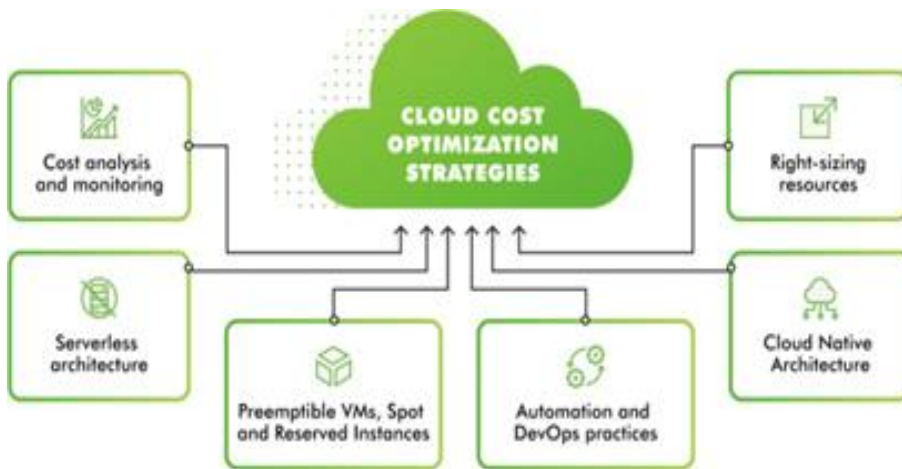 CLOUD COST
OPTIMIZATION
STRATEGIES
Cost analysis
and monitoring
Right-sizing
resources
Serverless
architecture
Cloud Native
Architecture
Preemptible VMs, Spot
and Reserved Instances
Automation and
DevOps practices